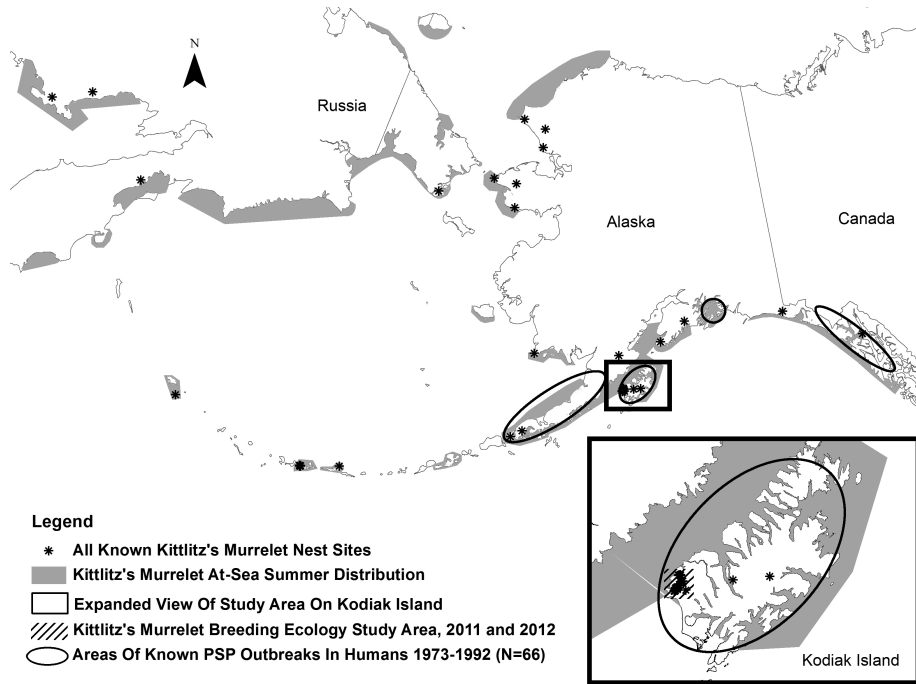 N
Russia
Alaska
Canada
Legend
All Known Kittlitz's Murrelet Nest Sites
Kittlitz's Murrelet At-Sea Summer Distribution
Expanded View Of Study Area On Kodiak Island
Kittlitz's Murrelet Breeding Ecology Study Area, 2011 and 2012
Areas Of Known PSP Outbreaks In Humans 1973-1992 (N=66)
Kodiak Island